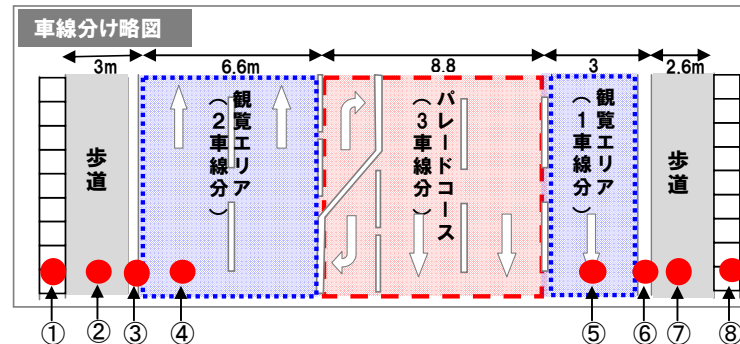 車線分け略図
3m
6.6m
8.8
3
2.6m
歩道
観覧エリア
（２車線分）
パレードコース
（３車線分）
観覧エリア
（１車線分）
歩道
①
②
③
④
⑤
⑥
⑦
⑧